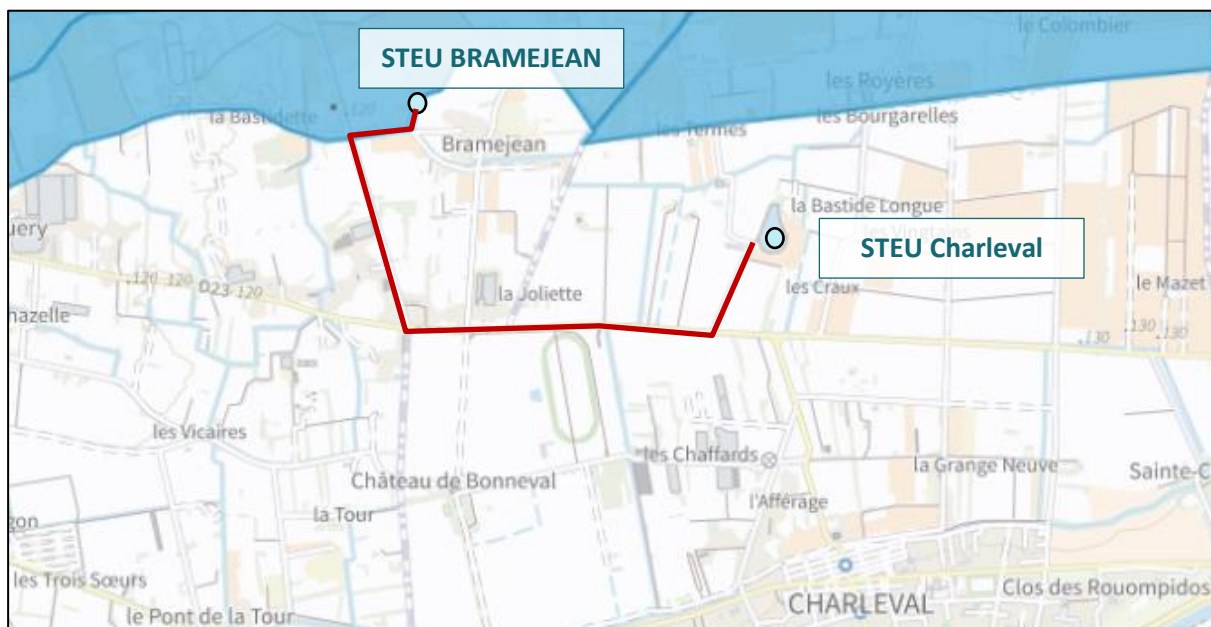 le Colombier
STEU BRAMEJEAN
les Royères
120
120
la Bastidette
les Bourgarelles
les Termes
Bramejean
la Bastide Longue
les Vingtains
STEU Charleval
uery
120
120
D23
120
la Joliette
les Craux
le Mazet
hazelle
130
130
130
les Vicaires
les Chaffards
la Grange Neuve
Sainte-C
Château de Bonneval
la Tour
l'Afférage
gon
les Trois Sœurs
Clos des Rouompidos
CHARLEVAL
le Pont de la Tour